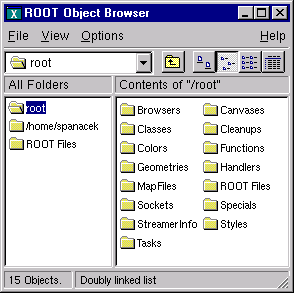 ROOT Object Browser
File View Options Help
root
All Folders
Contents of "/root"
root
/home/spanacek
ROOT Files
Browsers
Canvases
Classes
Cleanups
Colors
Functions
Geometries
Handlers
MapFiles
ROOT Files
Sockets
Specials
StreamerInfo
Styles
Tasks
15 Objects.
Doubly linked list